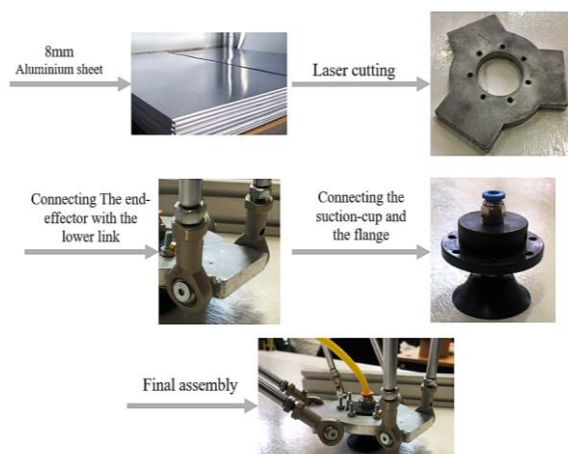 8mm
Aluminium sheet
Laser cutting
Connecting The end-
effector with the
lower link
Connecting the
suction-cup and
the flange
Final assembly